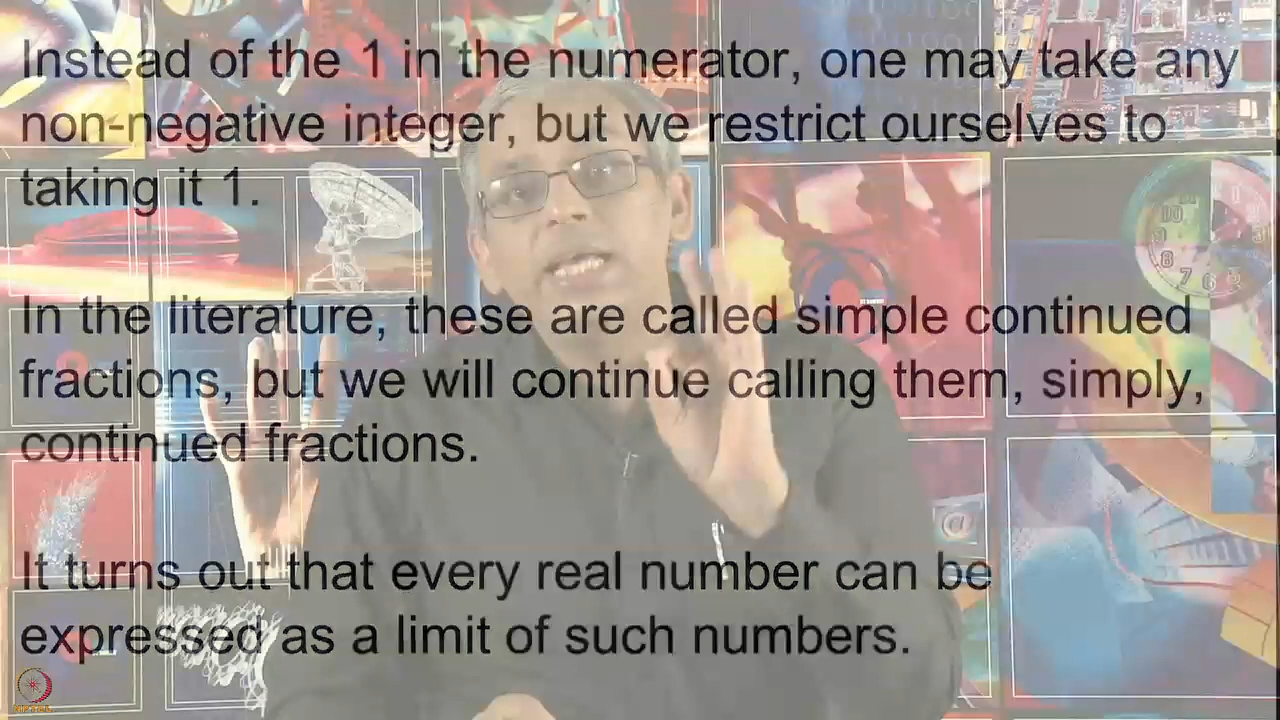 Instead of the 1 in the numerator, one may take any
non-negative integer, but we restrict ourselves to
taking it 1.
In the literature, these are called simple continued
fractions, but we will continue calling them, simply,
continued fractions.
It turns out that every real number can be
expressed as a limit of such numbers.
@
NPTEL